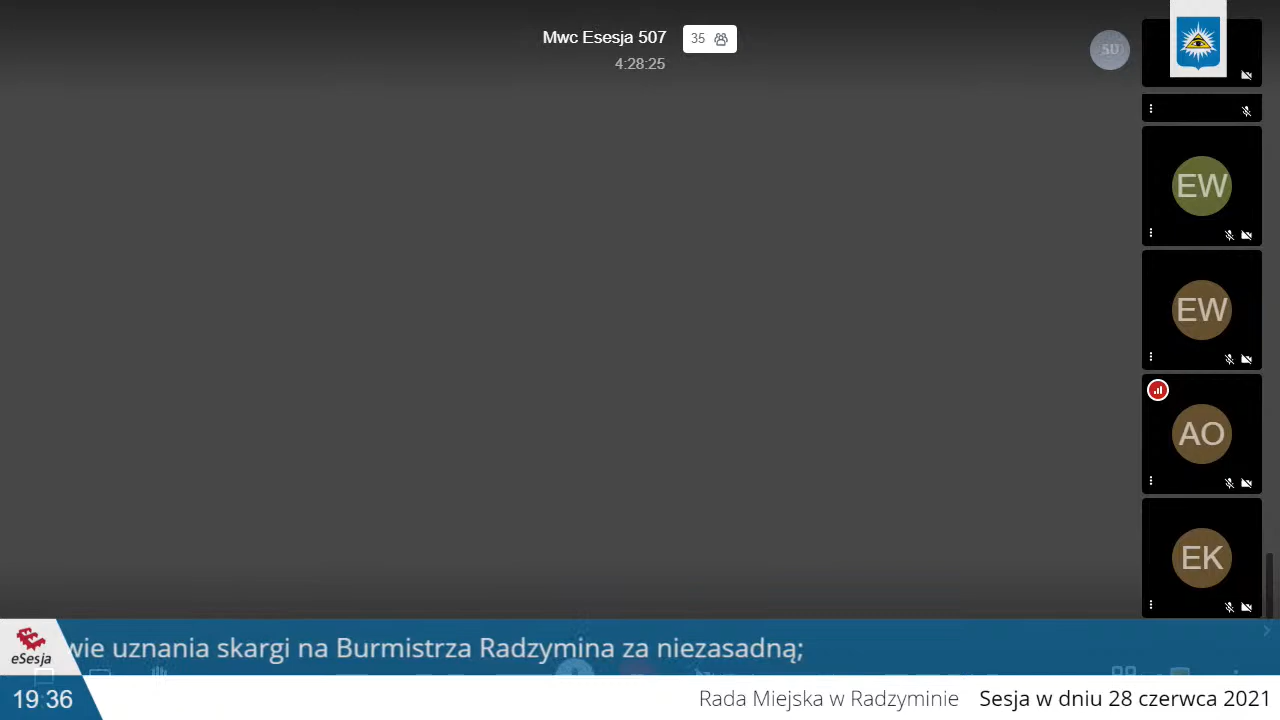 Mwc Esesja 507
35
4:28:25
SU
EW
EW
AO
EK
wie uznania skargi na Burmistrza Radzymina za niezasadną;
eSesja
19:36
Rada Miejska w Radzyminie Sesja w dniu 28 czerwca 2021